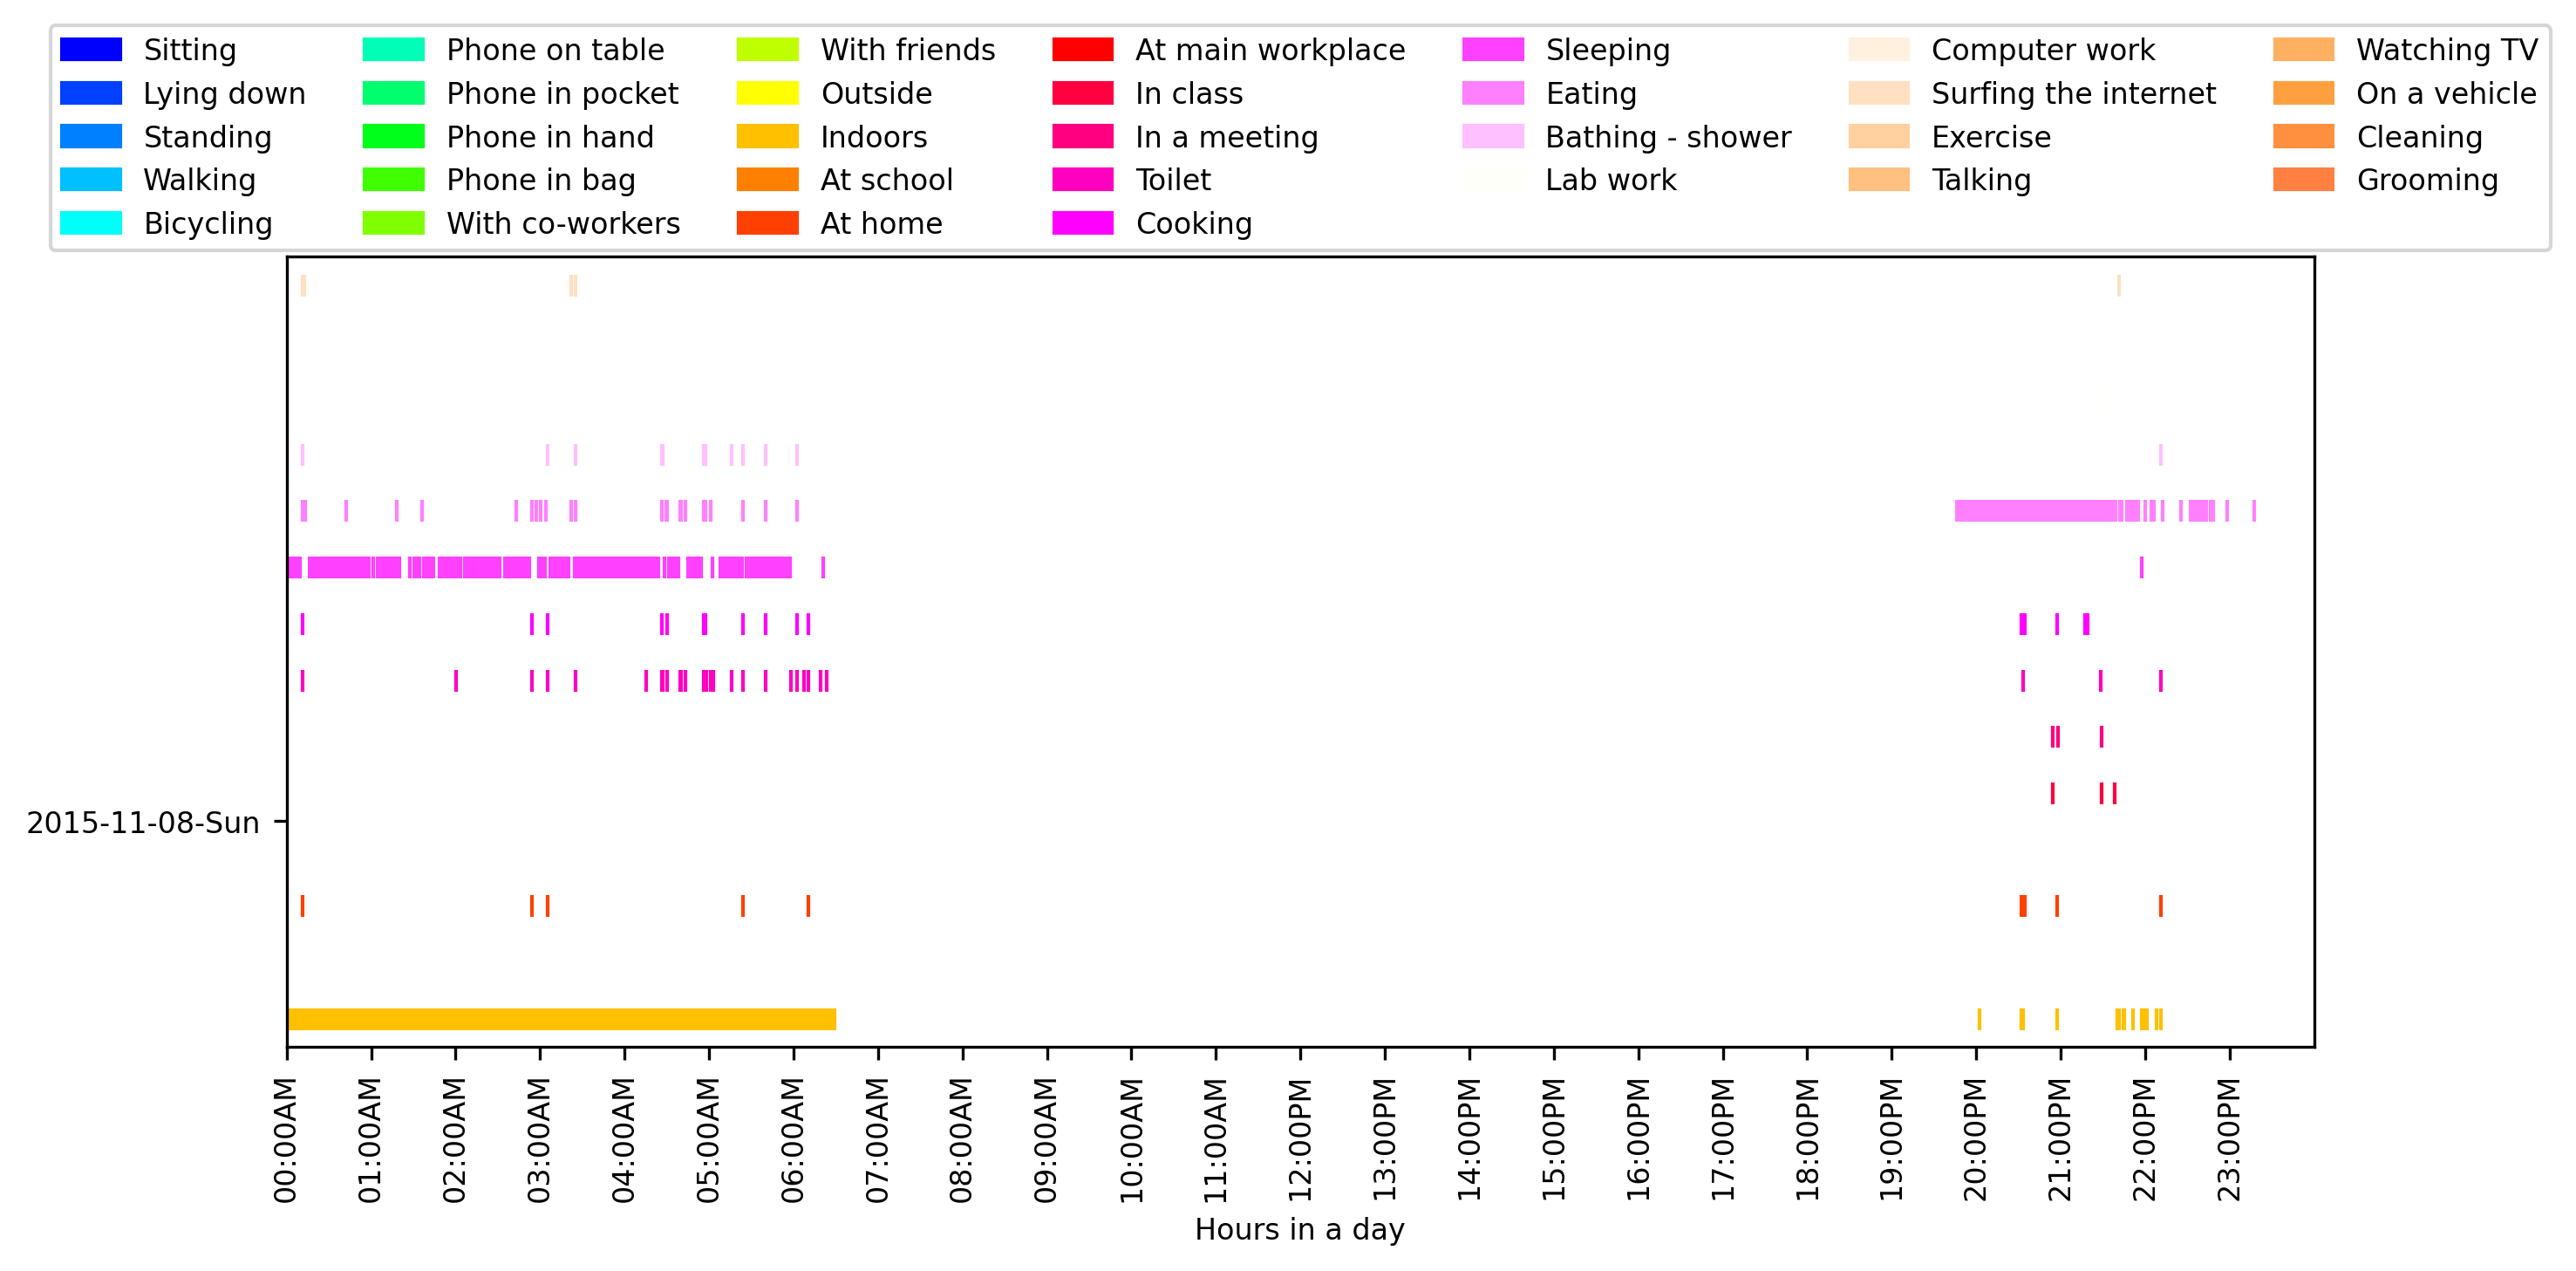 Sitting
Lying down
Standing
Walking
Bicycling
Phone on table
Phone in pocket
Phone in hand
Phone in bag
With co-workers
With friends
Outside
Indoors
At school
At home
At main workplace
In class
In a meeting
Toilet
Cooking
Sleeping
Eating
Bathing - shower
Lab work
Computer work
Surfing the internet
Exercise
Talking
Watching TV
On a vehicle
Cleaning
Grooming
2015-11-08-Sun
00:00AM
01:00AM
02:00AM
03:00AM
04:00AM
05:00AM
06:00AM
07:00AM
08:00AM
09:00AM
10:00AM
11:00AM
12:00PM
13:00PM
14:00PM
15:00PM
16:00PM
17:00PM
18:00PM
19:00PM
20:00PM
21:00PM
22:00PM
23:00PM
Hours in a day